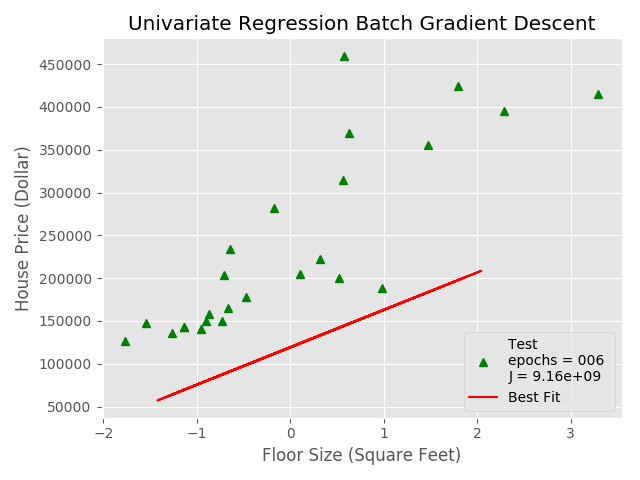 Univariate Regression Batch Gradient Descent
House Price (Dollar)
450000
400000
350000
300000
250000
200000
150000
100000
50000
Test
epochs = 006
J = 9.16e+09
Best Fit
−2
−1
0
1
2
3
Floor Size (Square Feet)